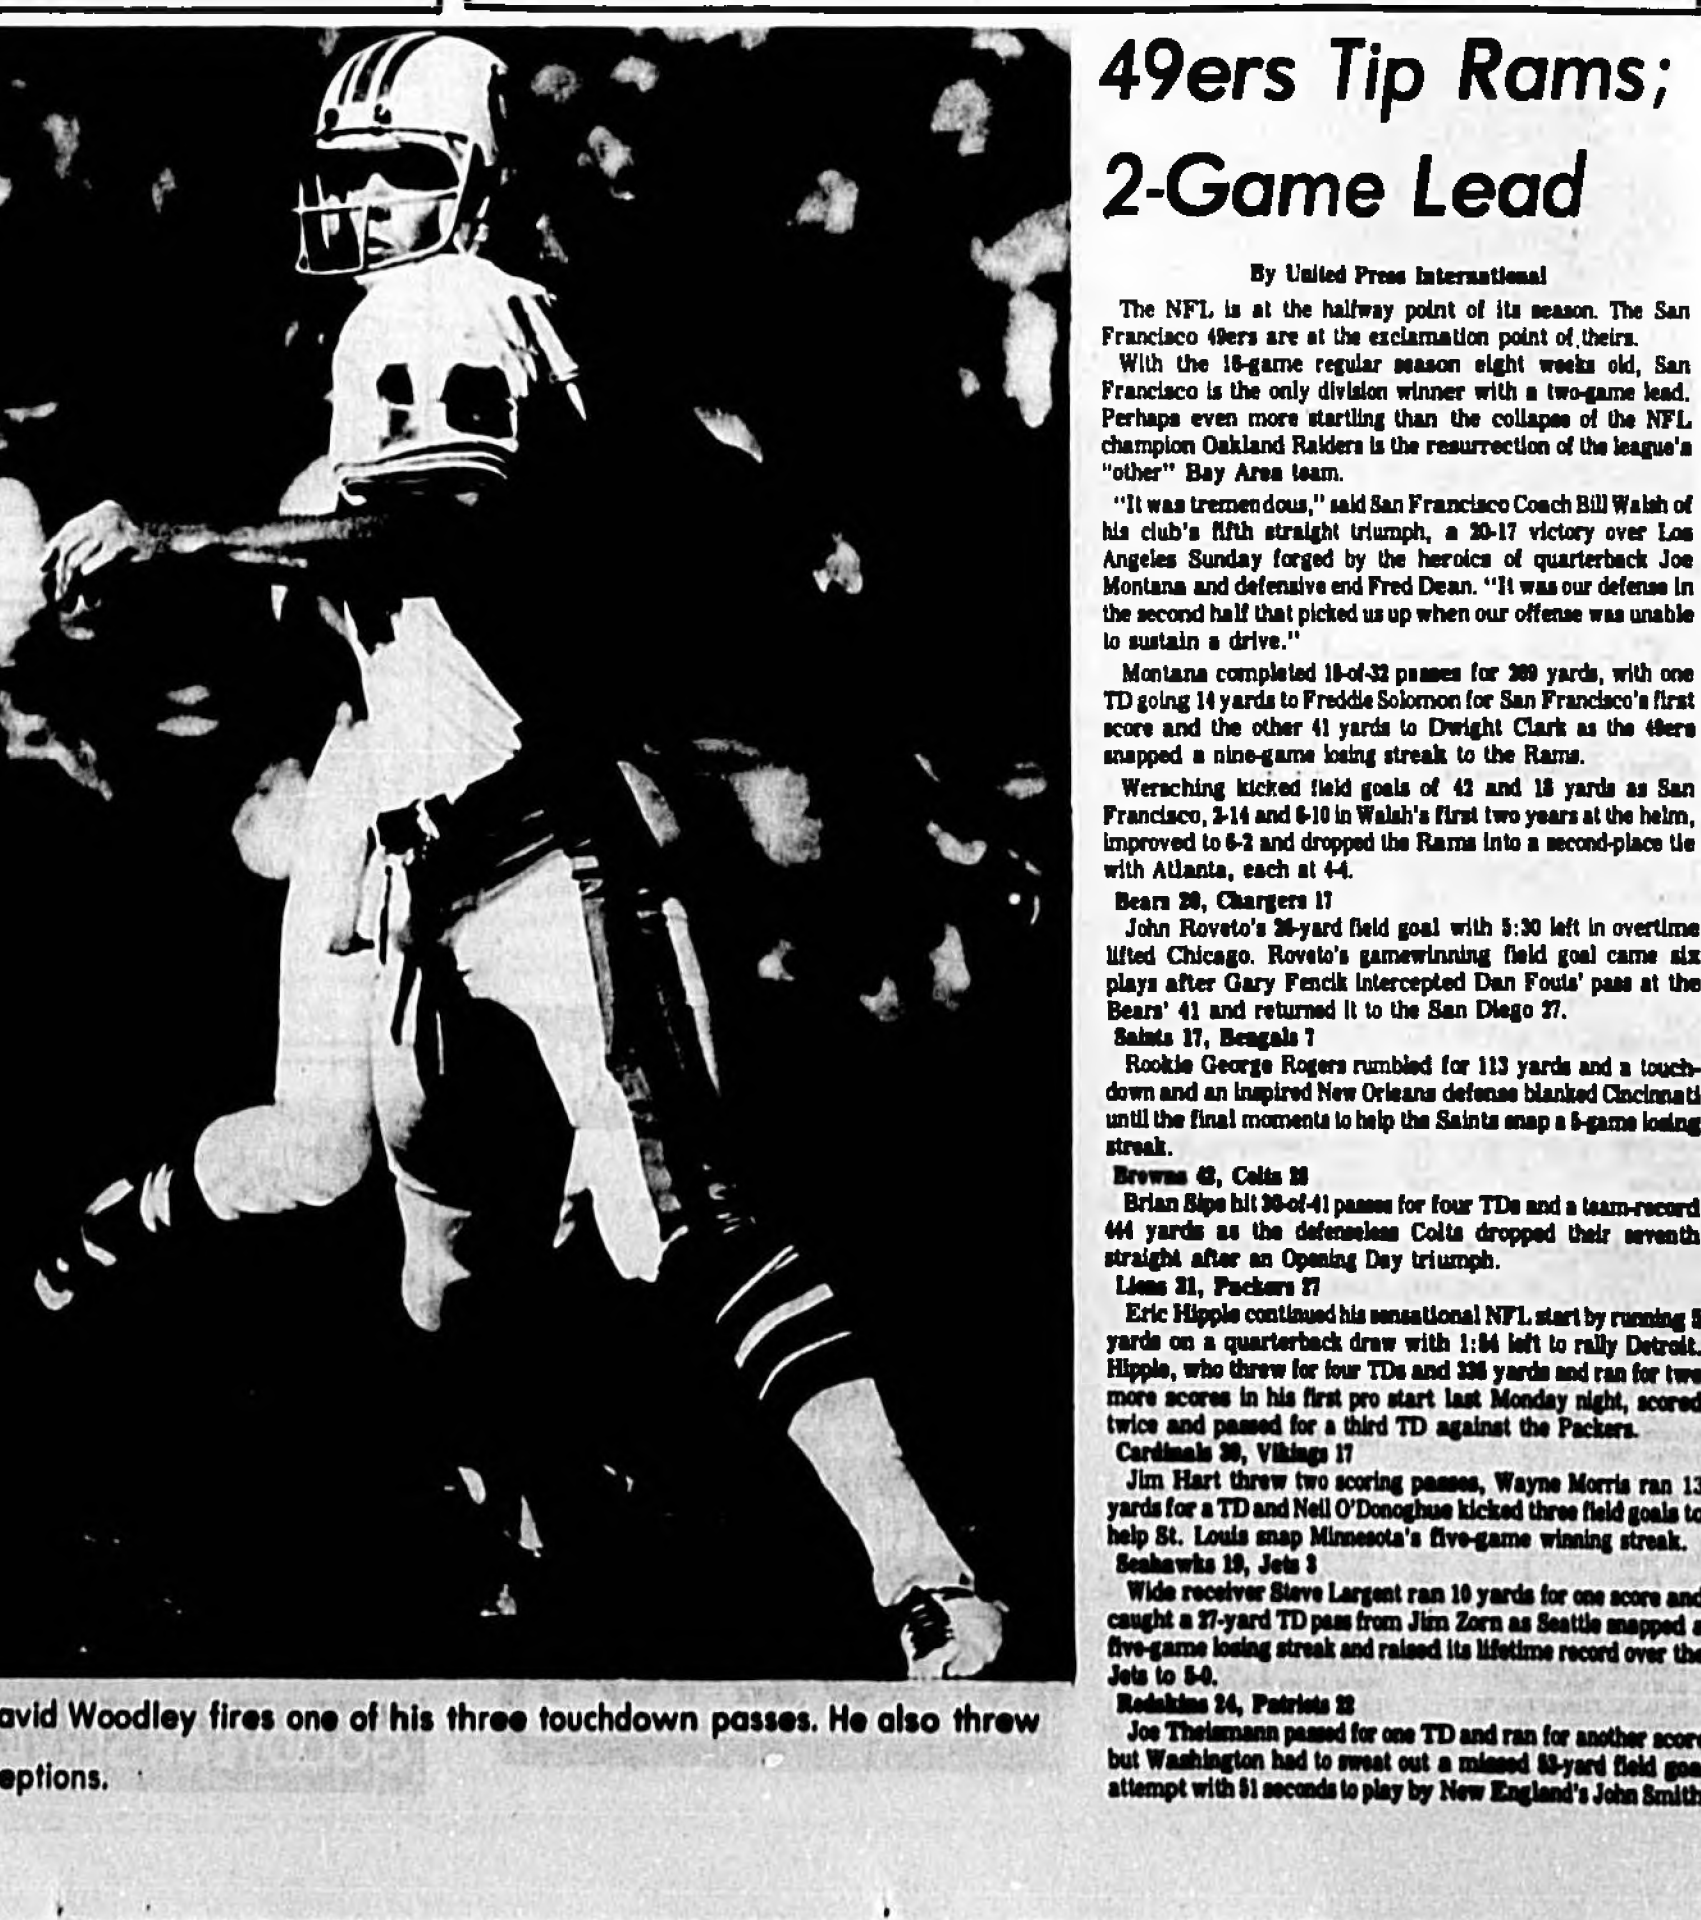 49ers Tip Rams;
2-Game Lead
By United Press International
The NFL is at the halfway point of its season. The San
Francisco 49ers are at the exclamation point of theirs.
With the 16-game regular season eight weeks old, San
Francisco is the only division winner with a two-game lead.
Perhaps even more startling than the collapse of the NFL
champion Oakland Raiders is the resurrection of the league's
"other" Bay Area team.
"It was tremendous," said San Francisco Coach Bill Walsh of
his club's fifth straight triumph, a 20-17 victory over Los
Angeles Sunday forged by the heroics of quarterback Joe
Montana and defensive end Fred Dean. "It was our defense in
the second half that picked us up when our offense was unable
to sustain a drive."
Montana completed passes for yards, with one
TD going 14 yards to Freddie Solomon for San Francisco's first
score and the other 41 yards to Dwight Clark as the 49ers
snapped a nine-game losing streak to the Rams.
Wersching kicked field goals of 42 and 18 yards as San
Francisco, 2-14 and 6-10 in Walsh's first two years at the helm,
improved to 6-2 and dropped the Rams into a second-place tie
with Atlanta, each at 4-4.
Bears 20, Chargers 17
John Roveto's yard field goal with 5:30 left in overtime
lifted Chicago. Roveto's gamewinning field goal came six
plays after Gary Fencik intercepted Dan Fouts' pass at the
Bears' 41 and returned it to the San Diego 27.
Saints 17, Bengals 7
Rookie George Rogers rumbled for 113 yards and a touch-
down and an inspired New Orleans defense blanked Cincinnati
until the final moments to help the Saints snap a 5-game losing
streak.
Browns 42, Colts 28
Brian Sipe hit 30-of-41 passes for four TDs and a team-record
444 yards as the defenseless Colts dropped their seventh
straight after an Opening Day triumph.
Lions 31, Packers 27
Eric Hipple continued his sensational NFL start by running 5
yards on a quarterback draw with left to rally Detroit.
Hipple, who threw for four TDs and 336 yards and ran for two
more scores in his first pro start last Monday night, scored
twice and passed for a third TD against the Packers.
Cardinals 30, Vikings 17
Jim Hart threw two scoring passes, Wayne Morris ran 13
yards for a TD and Neil O'Donoghue kicked three field goals to
help St. Louis snap Minnesota's five-game winning streak.
Seahawks 19, Jets 3
Wide receiver Steve Largent ran 10 yards for one score and
caught a 27-yard TD pass from Jim Zorn as Seattle snapped a
five-game losing streak and raised its lifetime record over the
Jets to 5-0.
Redskins 24, Patriots 22
Joe Theismann passed for one TD and ran for another score
but Washington had to sweat out a missed yard field goal
attempt with 51 seconds to play by New England's John Smith
avid Woodley fires one of his three touchdown passes. He also threw
eptions.